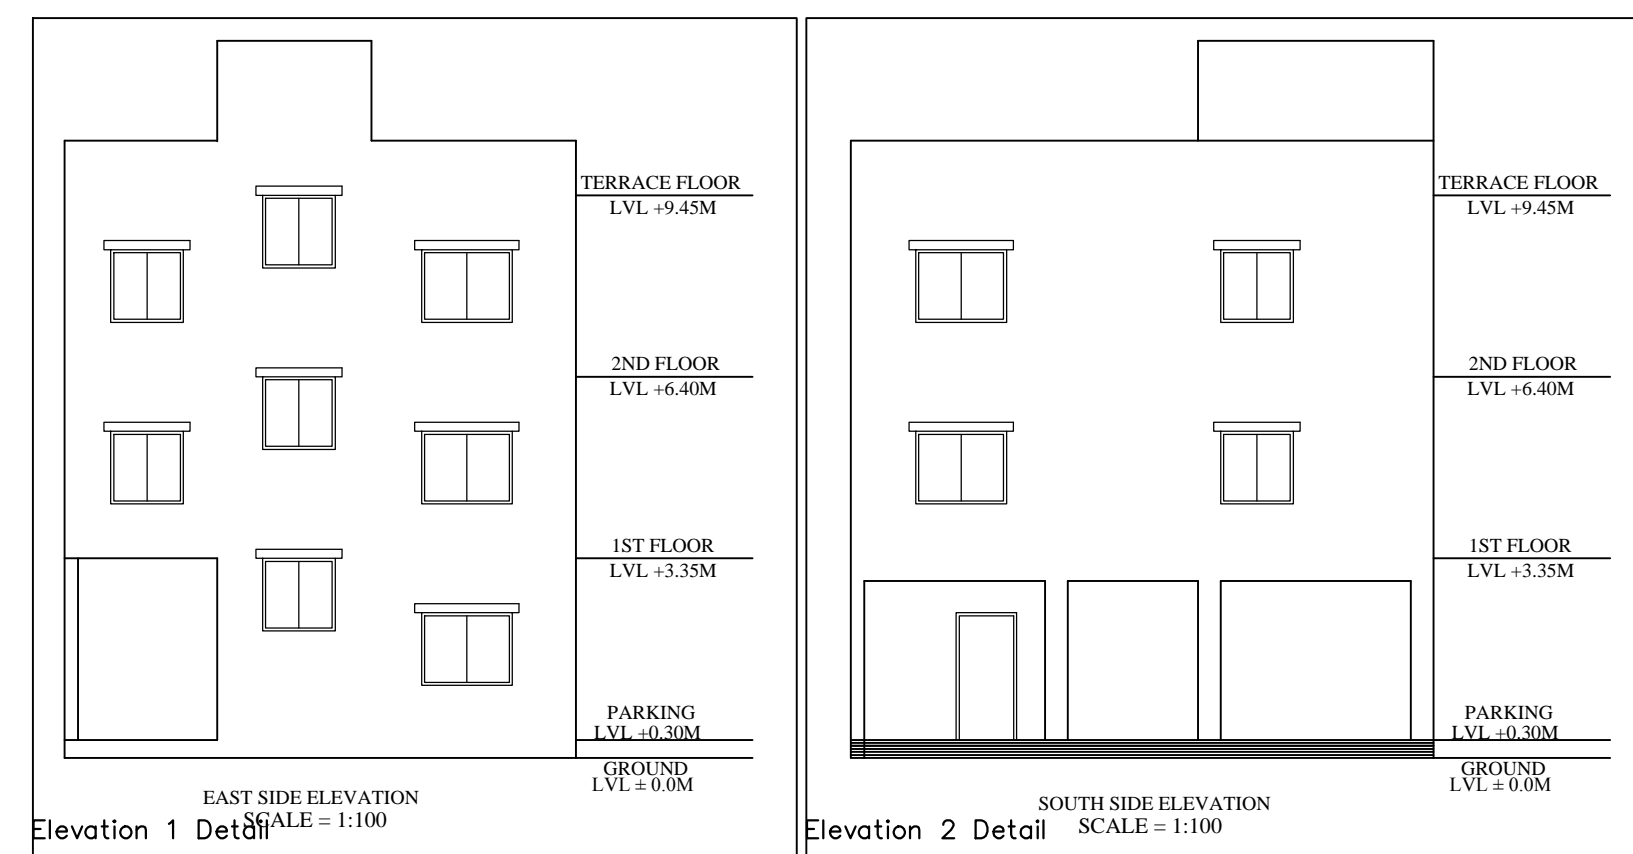 TERRACE FLOOR
LVL +9.45M
2ND FLOOR
LVL +6.40M
1ST FLOOR
LVL +3.35M
PARKING
LVL +0.30M
GROUND
LVL ± 0.0M
EAST SIDE ELEVATION
SCALE = 1:100
Elevation 1 Detail
TERRACE FLOOR
LVL +9.45M
2ND FLOOR
LVL +6.40M
1ST FLOOR
LVL +3.35M
PARKING
LVL +0.30M
GROUND
LVL ± 0.0M
SOUTH SIDE ELEVATION
SCALE = 1:100
Elevation 2 Detail